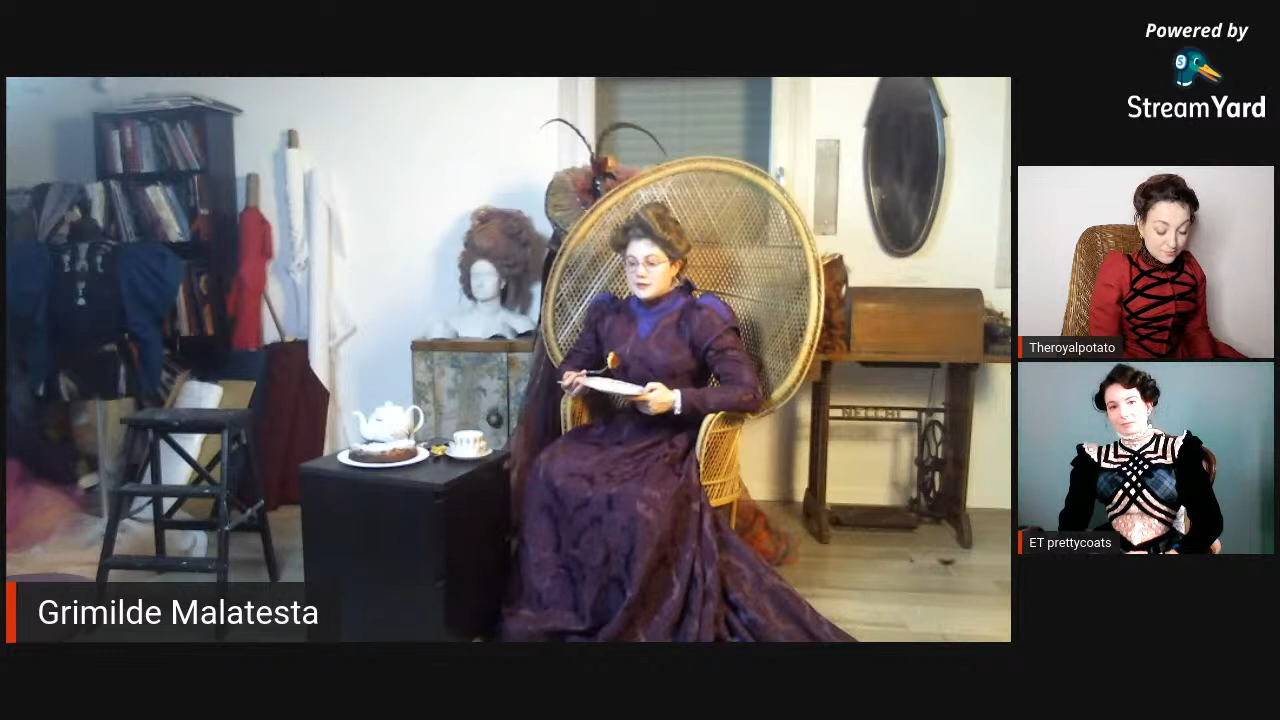 Powered by
StreamYard
NECCHI
Grimilde Malatesta
Theroyalpotato
ET prettycoats